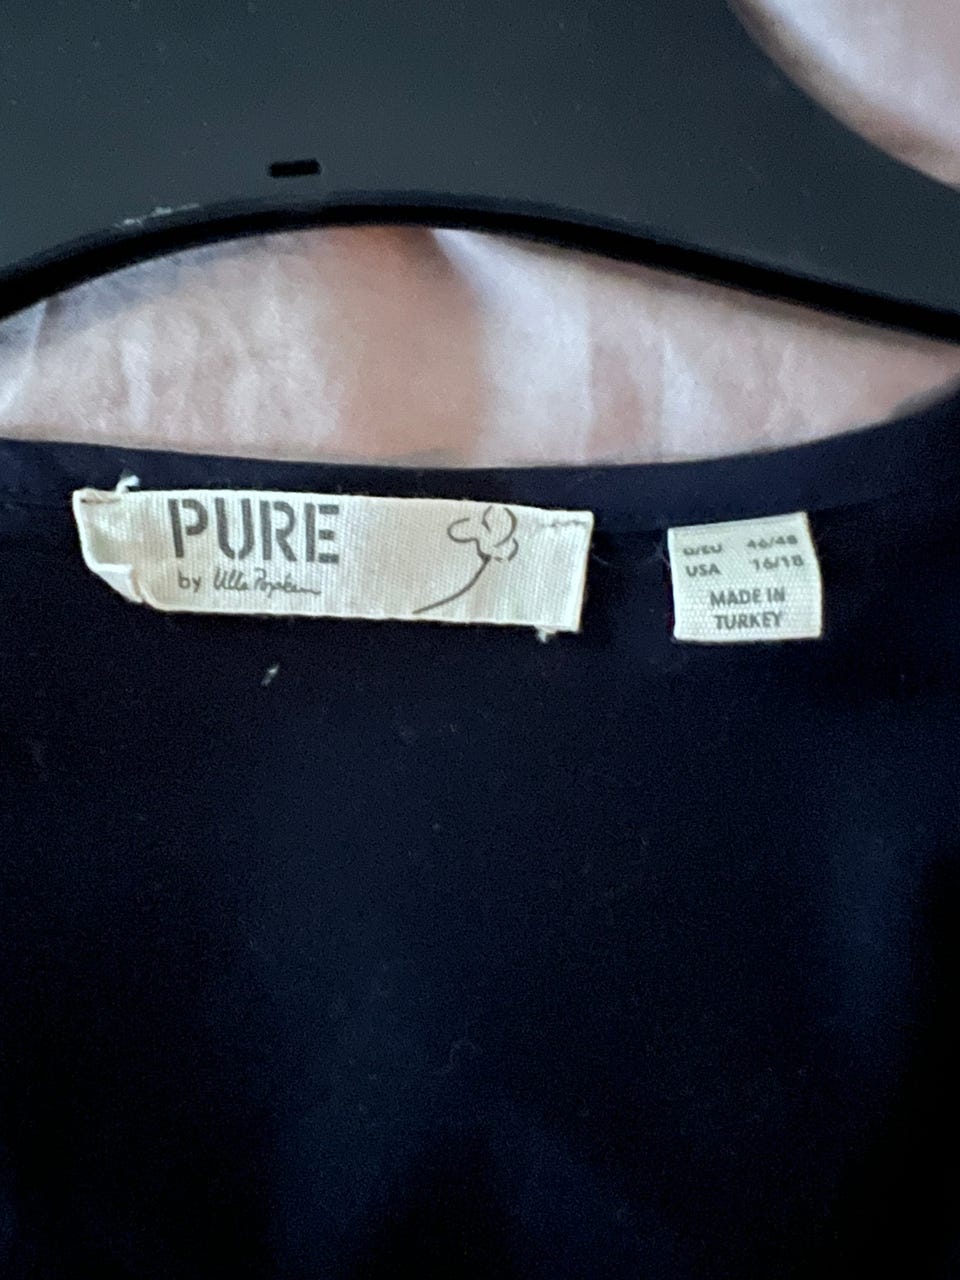 PURE
by Ulla Popken
D/EU 46/48
USA 16/18
MADE IN
TURKEY